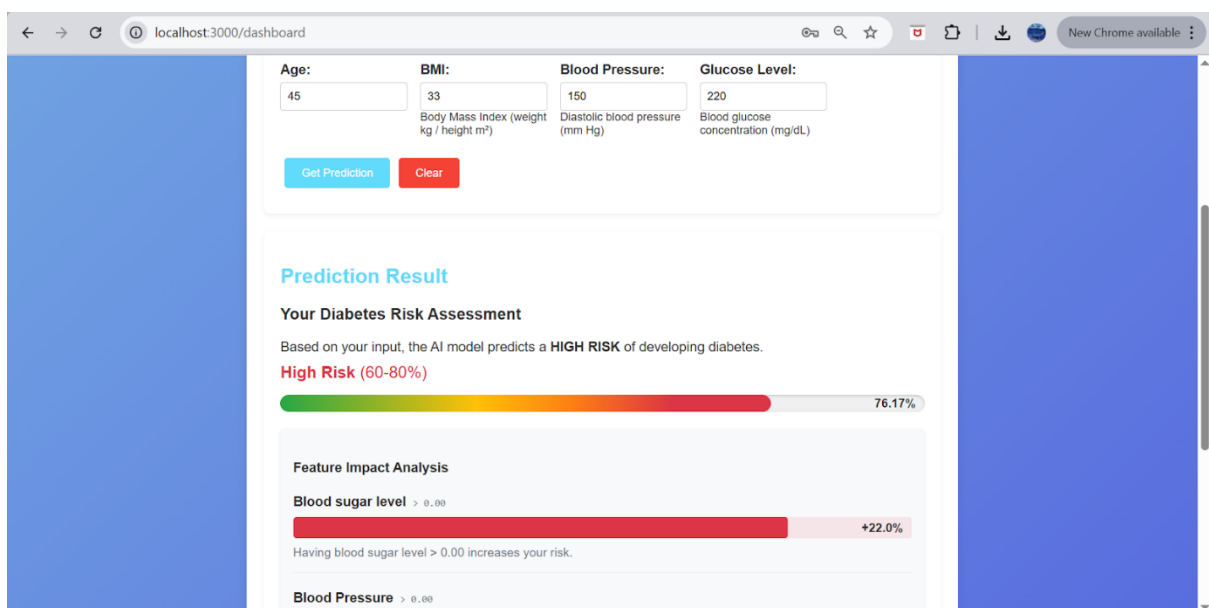 localhost:3000/dashboard
New Chrome available
Age: BMI: Blood Pressure: Glucose Level:
45 33 150 220
Body Mass Index (weight Diastolic blood pressure Blood glucose
kg / height m²) (mm Hg) concentration (mg/dL)
Get Prediction Clear
Prediction Result
Your Diabetes Risk Assessment
Based on your input, the AI model predicts a HIGH RISK of developing diabetes.
High Risk (60-80%)
76.17%
Feature Impact Analysis
Blood sugar level > 0.00
+22.0%
Having blood sugar level > 0.00 increases your risk.
Blood Pressure > 0.00